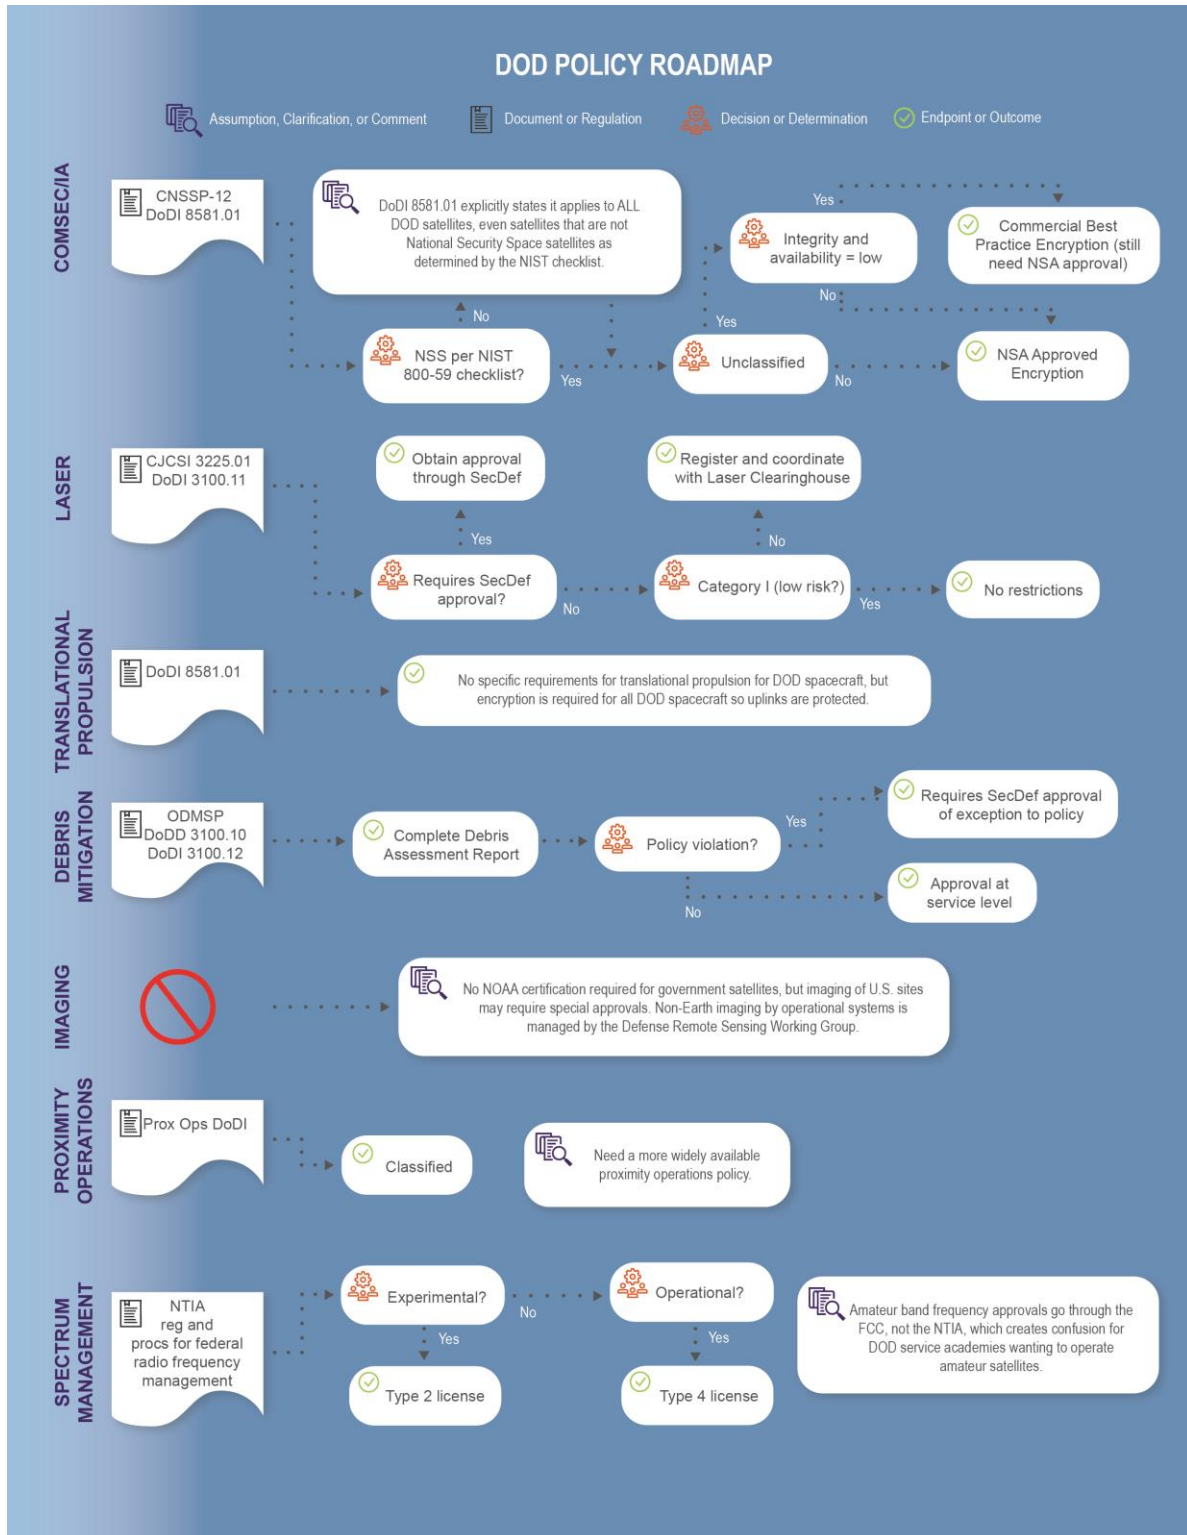 DOD POLICY ROADMAP
Assumption, Clarification, or Comment
Document or Regulation
Decision or Determination
Endpoint or Outcome
COMSEC/IA
CNSSP-12
DoDI 8581.01
DoDI 8581.01 explicitly states it applies to ALL
DOD satellites, even satellites that are not
National Security Space satellites as
determined by the NIST checklist.
No
NSS per NIST
800-59 checklist?
Yes
Unclassified
Yes
No
Integrity and
availability = low
Yes
No
Commercial Best
Practice Encryption (still
need NSA approval)
NSA Approved
Encryption
LASER
CJCSI 3225.01
DoDI 3100.11
Obtain approval
through SecDef
Yes
Requires SecDef
approval?
No
Register and coordinate
with Laser Clearinghouse
No
Category I (low risk?)
Yes
No restrictions
TRANSLATIONAL
PROPULSION
DoDI 8581.01
No specific requirements for translational propulsion for DOD spacecraft, but
encryption is required for all DOD spacecraft so uplinks are protected.
DEBRIS
MITIGATION
ODMSP
DoDD 3100.10
DoDI 3100.12
Complete Debris
Assessment Report
Policy violation?
Yes
Requires SecDef approval
of exception to policy
No
Approval at
service level
IMAGING
No NOAA certification required for government satellites, but imaging of U.S. sites
may require special approvals. Non-Earth imaging by operational systems is
managed by the Defense Remote Sensing Working Group.
PROXIMITY
OPERATIONS
Prox Ops DoDI
Classified
Need a more widely available
proximity operations policy.
SPECTRUM
MANAGEMENT
NTIA
reg and
procs for federal
radio frequency
management
Experimental?
No
Yes
Type 2 license
Operational?
Yes
Type 4 license
Amateur band frequency approvals go through the
FCC, not the NTIA, which creates confusion for
DOD service academies wanting to operate
amateur satellites.